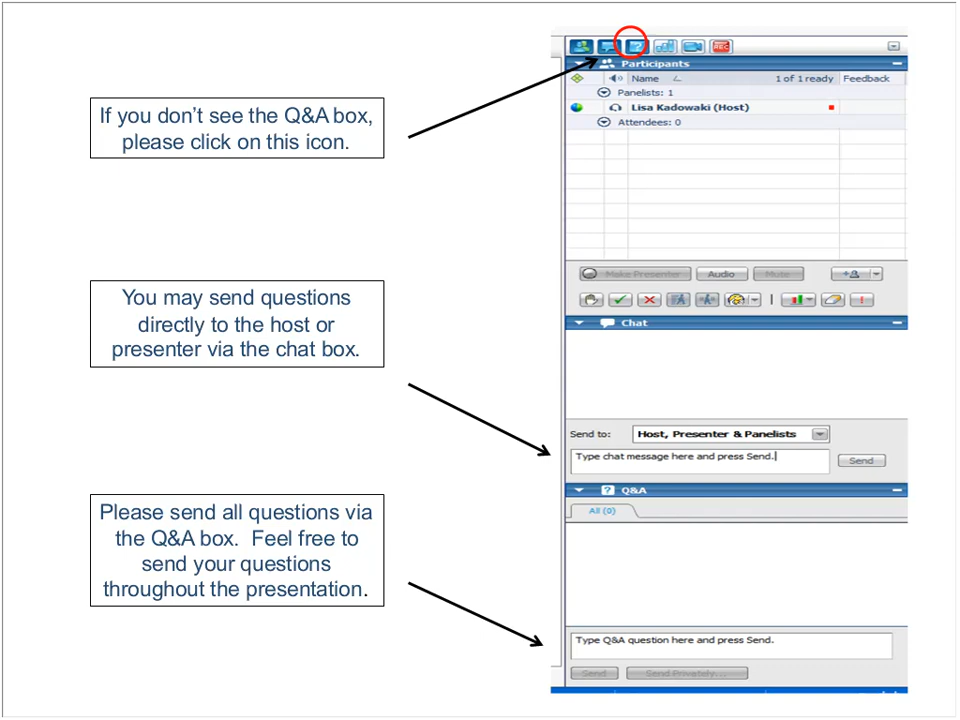 If you don't see the Q&A box,
please click on this icon.
You may send questions
directly to the host or
presenter via the chat box.
Please send all questions via
the Q&A box.  Feel free to
send your questions
throughout the presentation.
?
REC
Participants
Name 1 of 1 ready Feedback
Panelists: 1
Lisa Kadowaki (Host)
Attendees: 0
Make Presenter Audio Mute
Chat
Send to: Host, Presenter & Panelists
Type chat message here and press Send.
Send
? Q&A
All (0)
Type Q&A question here and press Send.
Send Send Privately...